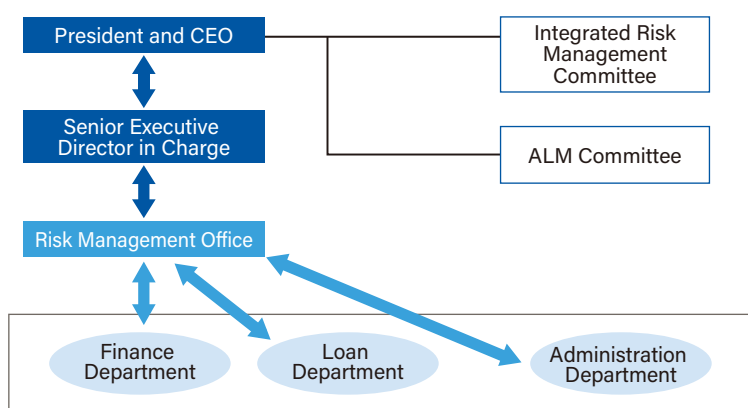 President and CEO
Integrated Risk
Management
Committee
Senior Executive
Director in Charge
ALM Committee
Risk Management Office
Finance
Department
Loan
Department
Administration
Department